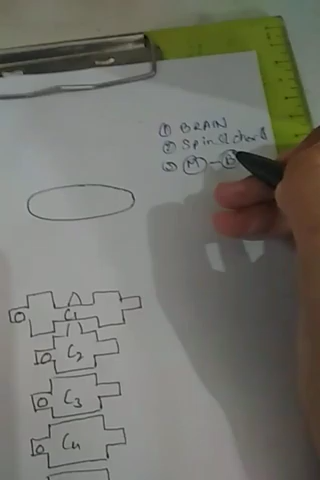 ① BRAIN
② Spinal chord
③ M - B
C1
C2
C3
C4